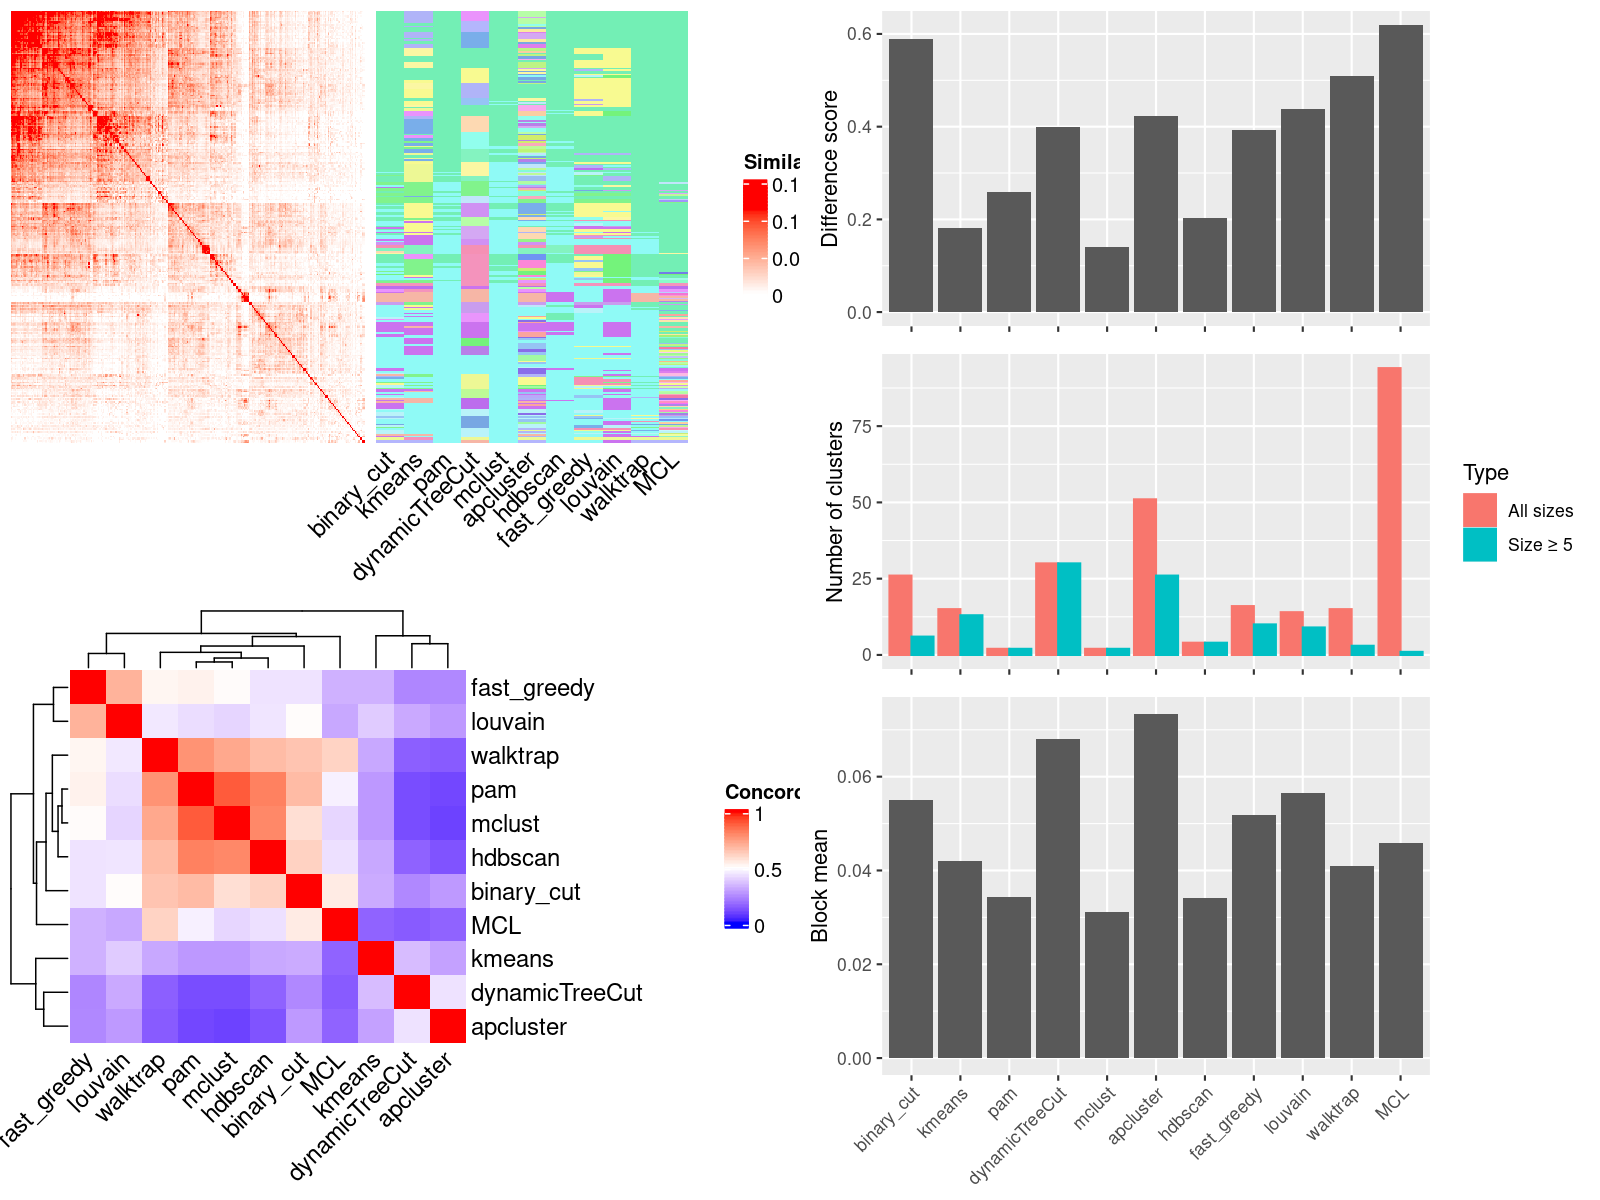 Simila
0.1
0.1
0.0
0
binary_cut
kmeans
pam
dynamicTreeCut
mclust
apcluster
hdbscan
fast_greedy
louvain
walktrap
MCL
fast_greedy
louvain
walktrap
pam
mclust
hdbscan
binary_cut
MCL
kmeans
dynamicTreeCut
apcluster
Concord
1
0.5
0
fast_greedy
louvain
walktrap
pam
mclust
hdbscan
binary_cut
MCL
kmeans
dynamicTreeCut
apcluster
Difference score
0.6
0.4
0.2
0.0
Number of clusters
75
50
25
0
Type
All sizes
Size ≥ 5
Block mean
0.06
0.04
0.02
0.00
binary_cut
kmeans
pam
dynamicTreeCut
mclust
apcluster
hdbscan
fast_greedy
louvain
walktrap
MCL